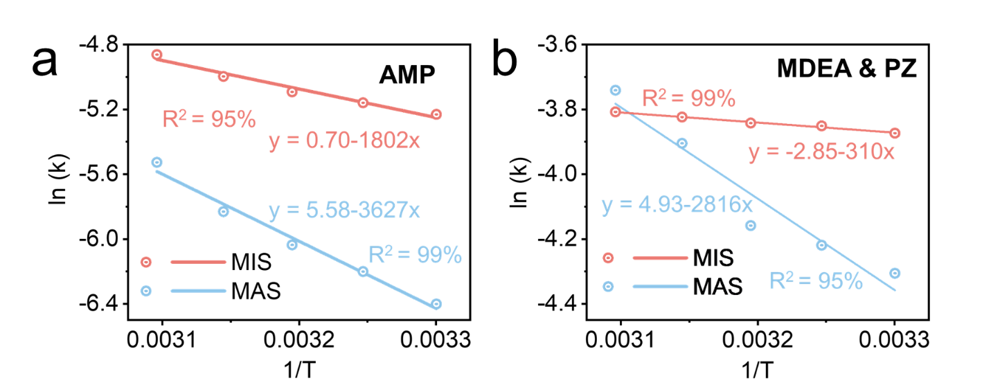 a
-4.8
-5.2
-5.6
-6.0
-6.4
ln (k)
AMP
R² = 95%
y = 0.70-1802x
y = 5.58-3627x
R² = 99%
MIS
MAS
0.0031 0.0032 0.0033
1/T
b
-3.6
-3.8
-4.0
-4.2
-4.4
ln (k)
MDEA & PZ
R² = 99%
y = -2.85-310x
y = 4.93-2816x
MIS
MAS
R² = 95%
0.0031 0.0032 0.0033
1/T